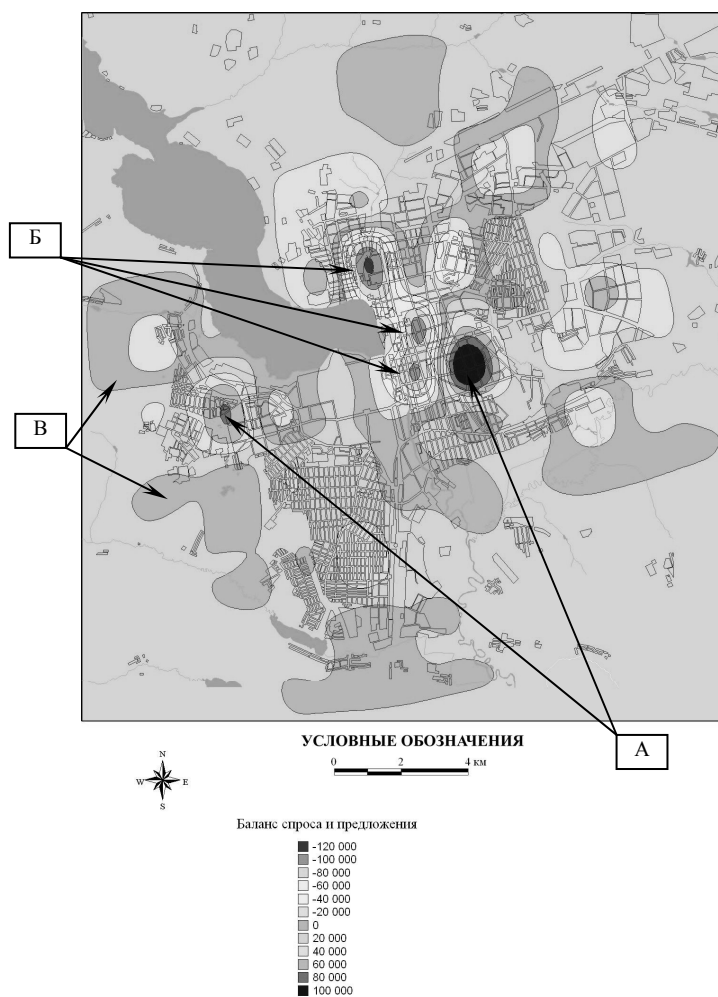 Б
В
А
УСЛОВНЫЕ ОБОЗНАЧЕНИЯ
N
W E
S
0 2 4 км
Баланс спроса и предложения
-120 000
-100 000
-80 000
-60 000
-40 000
-20 000
0
20 000
40 000
60 000
80 000
100 000